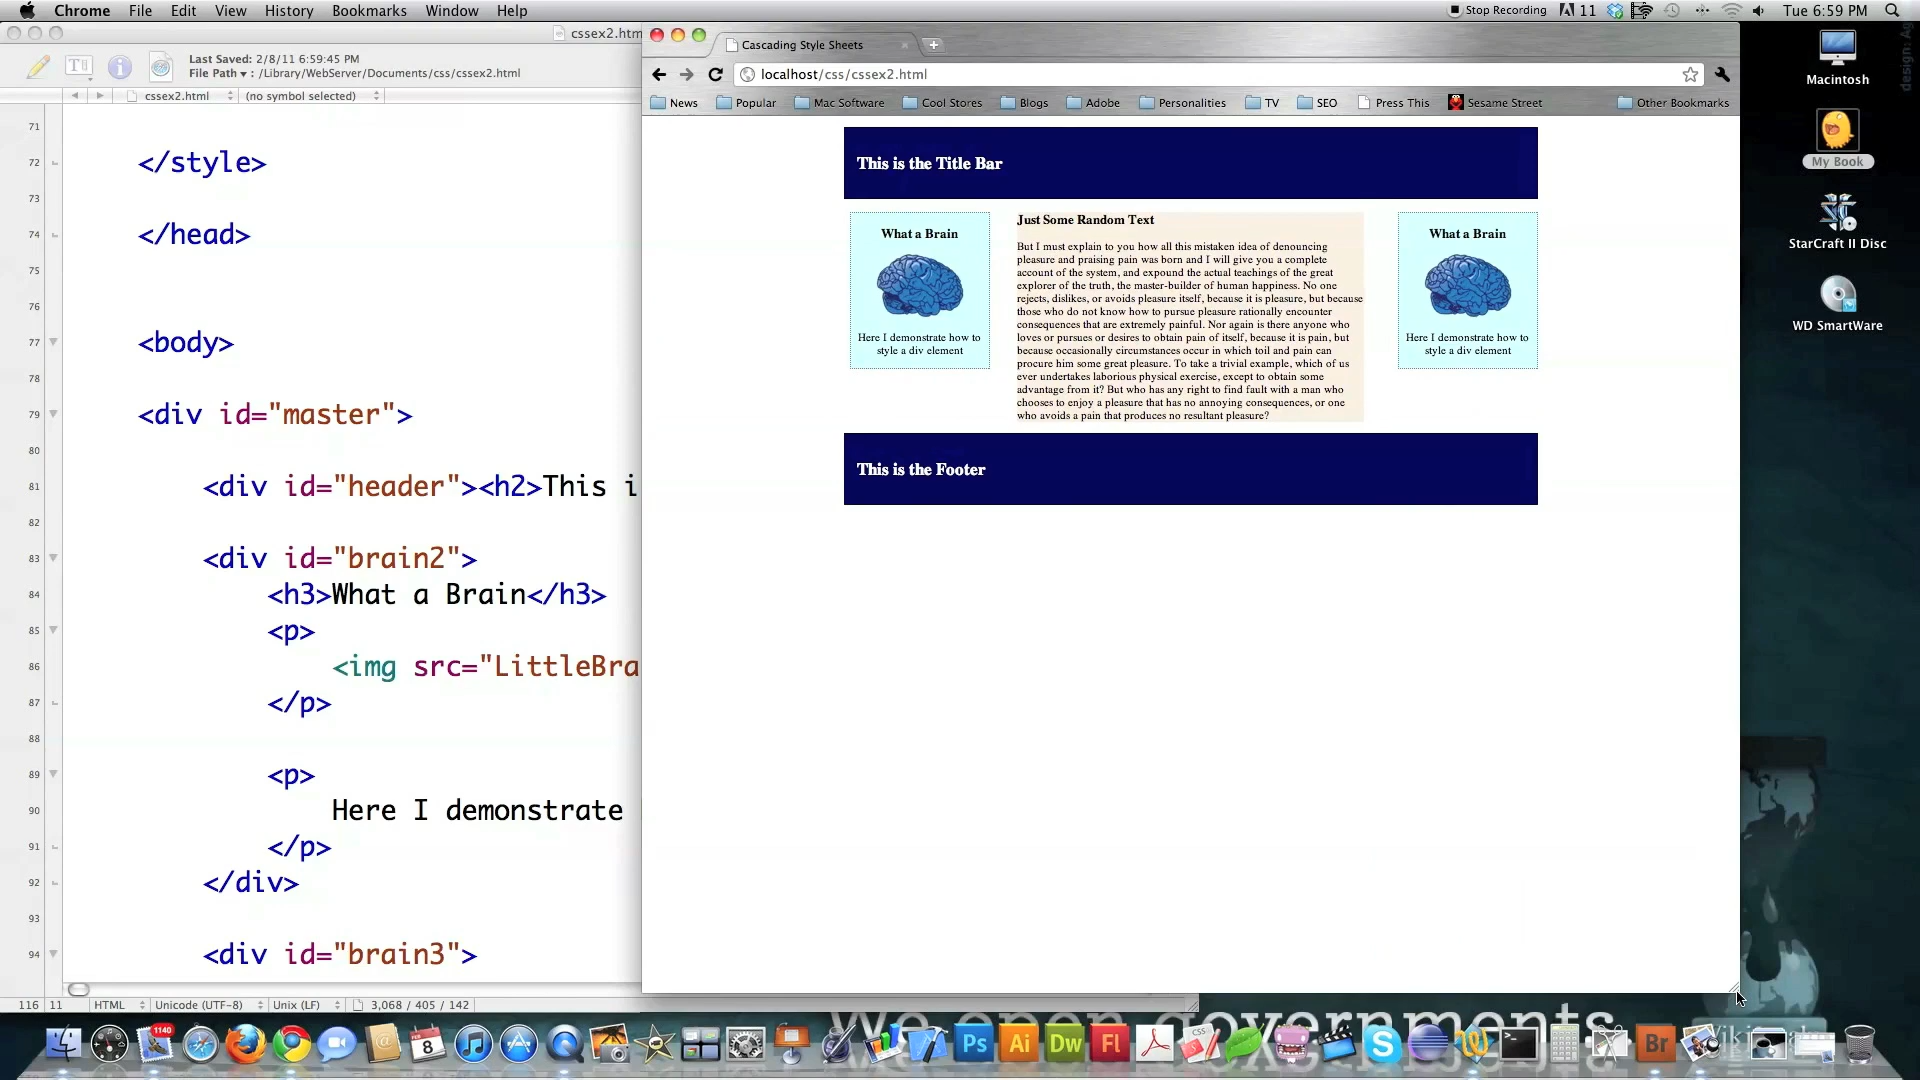 Chrome File Edit View History Bookmarks Window Help
Stop Recording
11
Tue 6:59 PM
cssex2.htm
Last Saved: 2/8/11 6:59:45 PM
File Path ▾ : /Library/WebServer/Documents/css/cssex2.html
cssex2.html
(no symbol selected)
71
72 </style>
73
74 </head>
75
76
77 <body>
78
79 <div id="master">
80
81 <div id="header"><h2>This i
82
83 <div id="brain2">
84 <h3>What a Brain</h3>
85 <p>
86 <img src="LittleBra
87 </p>
88
89 <p>
90 Here I demonstrate
91 </p>
92 </div>
93
94 <div id="brain3">
116 11 HTML Unicode (UTF-8) Unix (LF) 3,068 / 405 / 142
Cascading Style Sheets
localhost/css/cssex2.html
News Popular Mac Software Cool Stores Blogs Adobe Personalities TV SEO Press This Sesame Street Other Bookmarks
This is the Title Bar
What a Brain
Here I demonstrate how to
style a div element
Just Some Random Text
But I must explain to you how all this mistaken idea of denouncing
pleasure and praising pain was born and I will give you a complete
account of the system, and expound the actual teachings of the great
explorer of the truth, the master-builder of human happiness. No one
rejects, dislikes, or avoids pleasure itself, because it is pleasure, but because
those who do not know how to pursue pleasure rationally encounter
consequences that are extremely painful. Nor again is there anyone who
loves or pursues or desires to obtain pain of itself, because it is pain, but
because occasionally circumstances occur in which toil and pain can
procure him some great pleasure. To take a trivial example, which of us
ever undertakes laborious physical exercise, except to obtain some
advantage from it? But who has any right to find fault with a man who
chooses to enjoy a pleasure that has no annoying consequences, or one
who avoids a pain that produces no resultant pleasure?
What a Brain
Here I demonstrate how to
style a div element
This is the Footer
Macintosh
My Book
StarCraft II Disc
WD SmartWare
design: Ag
we open governments.
1140
8
Ps
Ai
Dw
Fl
Br